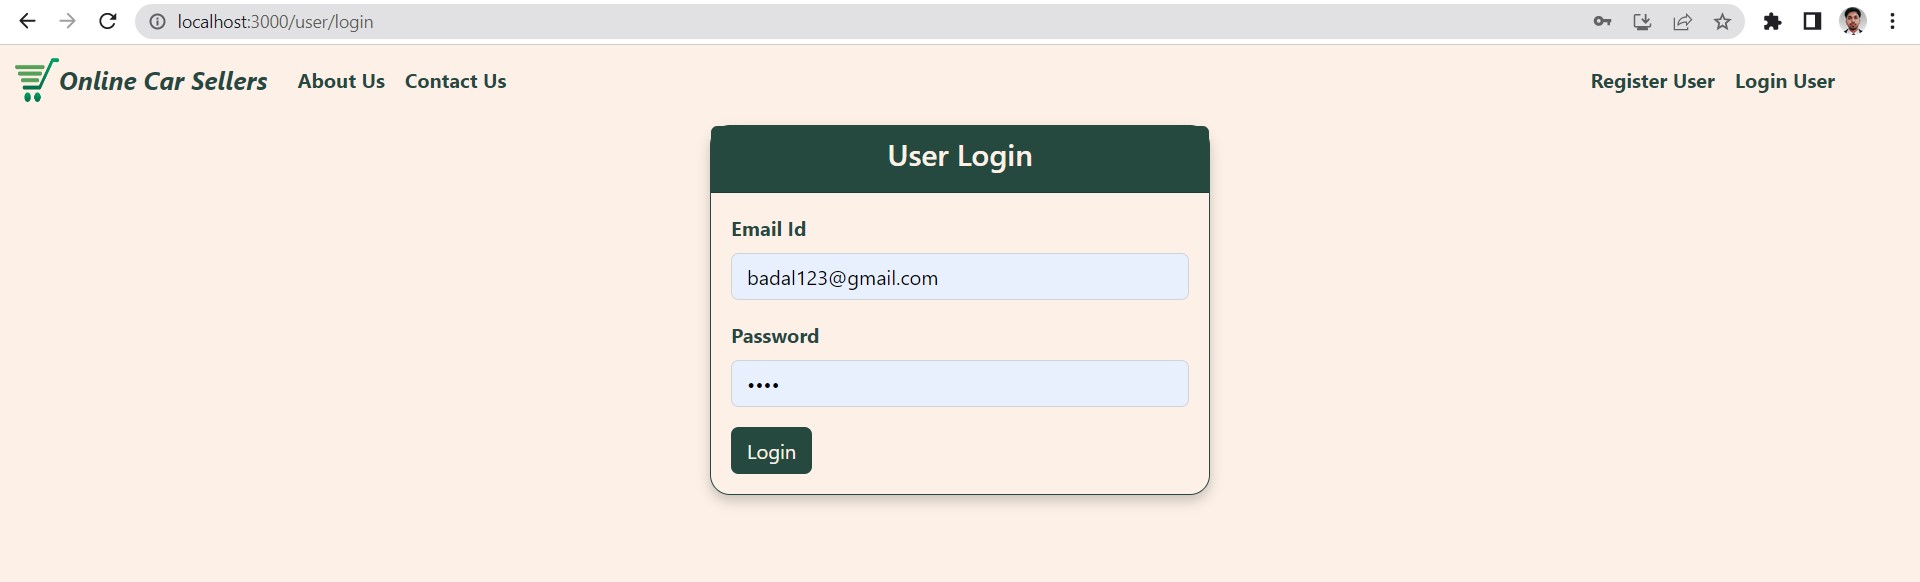 localhost:3000/user/login
Online Car Sellers About Us Contact Us Register User Login User
User Login
Email Id
badal123@gmail.com
Password
••••
Login